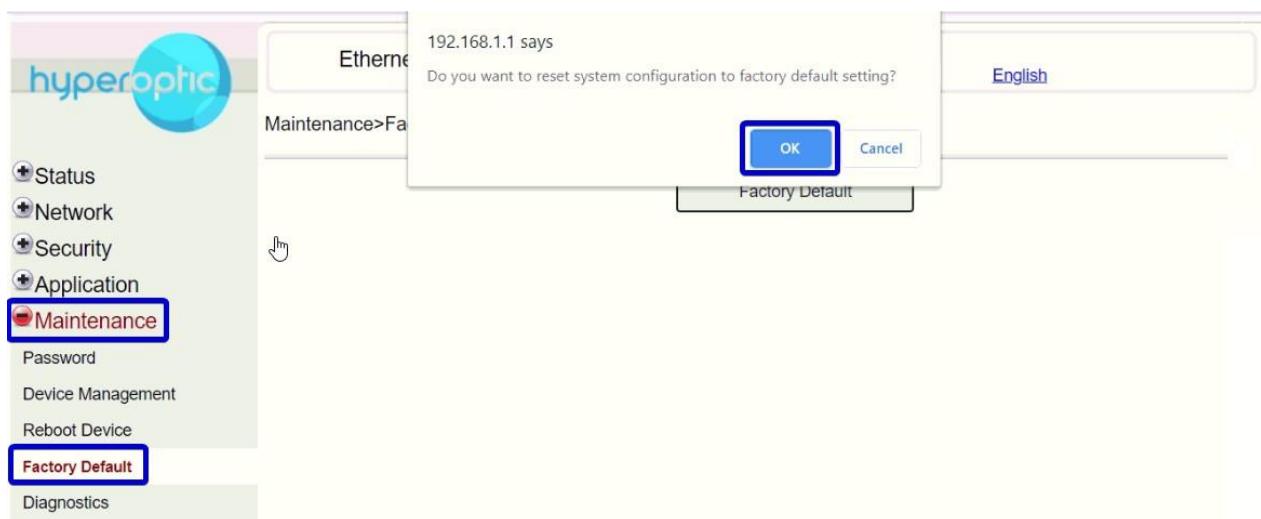 hyperoptic
Etherne
English
192.168.1.1 says
Do you want to reset system configuration to factory default setting?
OK
Cancel
Maintenance>Fa
Factory Default
Status
Network
Security
Application
Maintenance
Password
Device Management
Reboot Device
Factory Default
Diagnostics